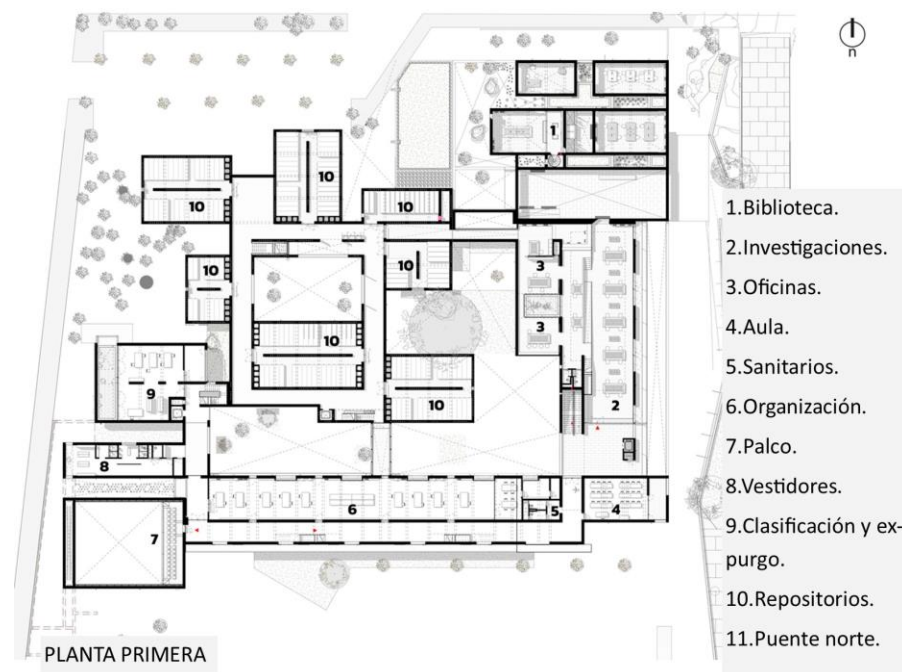 n
1
10
10
10
10
10
3
3
10
10
9
2
8
6
5
4
7
PLANTA PRIMERA
1.Biblioteca.
2.Investigaciones.
3.Oficinas.
4.Aula.
5.Sanitarios.
6.Organización.
7.Palco.
8.Vestidores.
9.Clasificación y ex-
purgo.
10.Repositorios.
11.Puente norte.